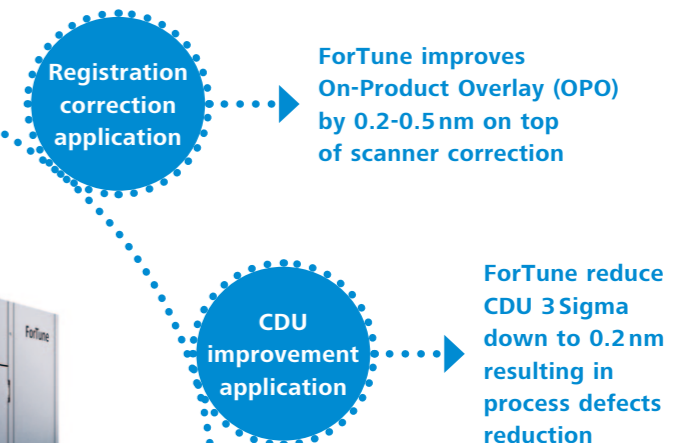 Registration
correction
application
ForTune improves
On-Product Overlay (OPO)
by 0.2-0.5 nm on top
of scanner correction
ForTune
CDU
improvement
application
ForTune reduce
CDU 3 Sigma
down to 0.2 nm
resulting in
process defects
reduction